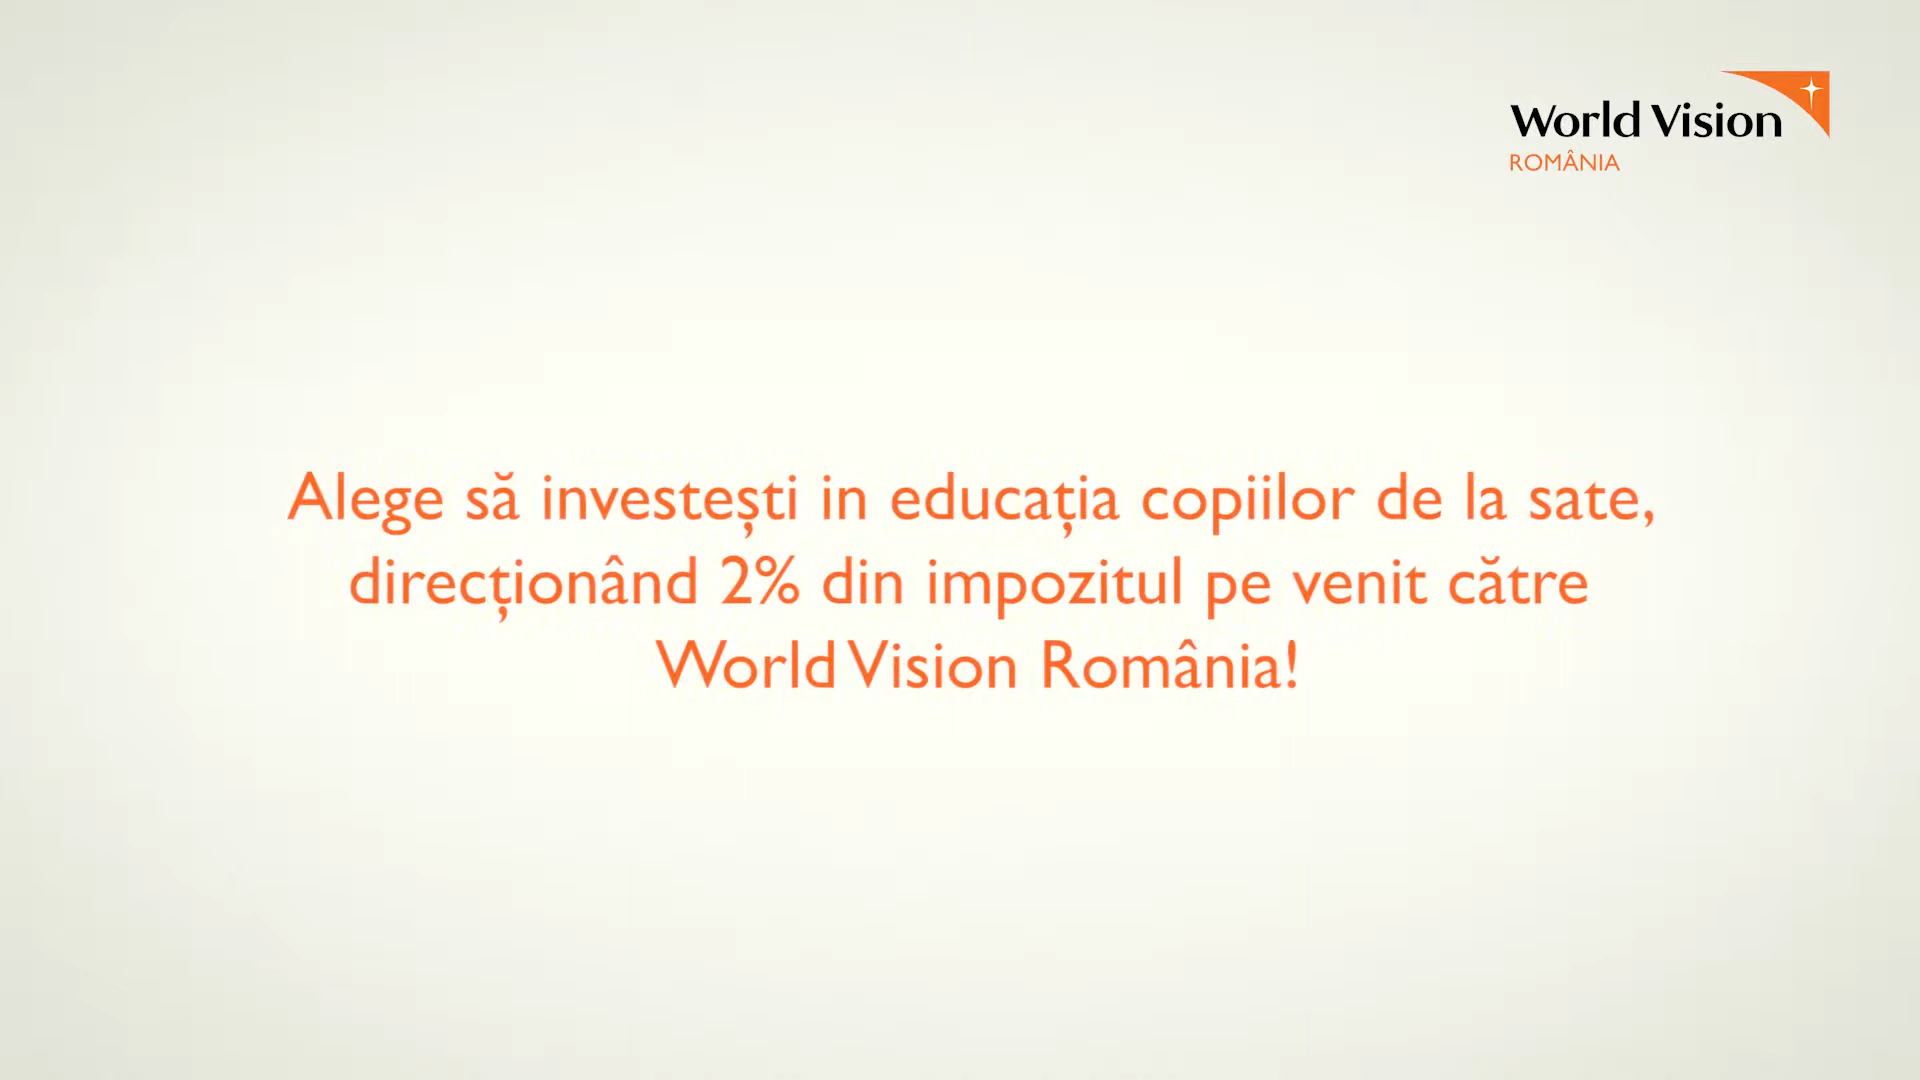 World Vision
ROMÂNIA
Alege să investești in educația copiilor de la sate,
direcționând 2% din impozitul pe venit către
World Vision România!